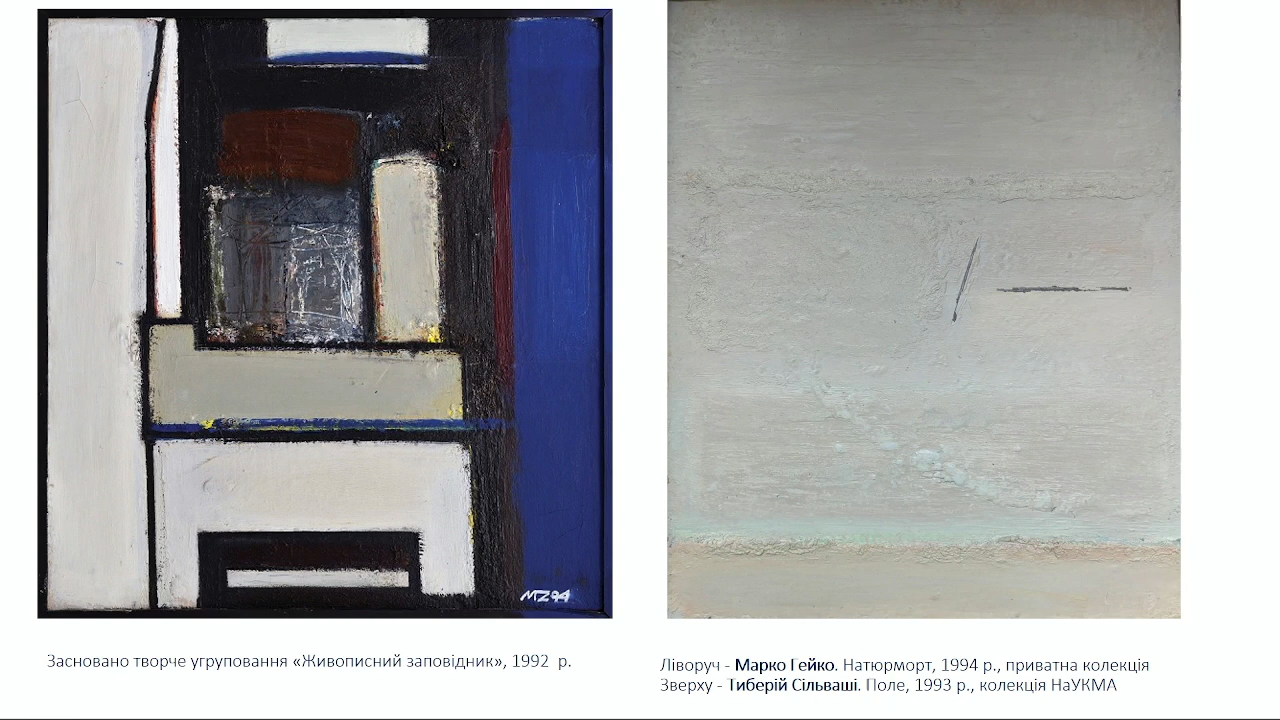 MZ94
Засновано творче угруповання «Живописний заповідник», 1992 р.
Ліворуч - Марко Гейко. Натюрморт, 1994 р., приватна колекція
Зверху - Тиберій Сільваші. Поле, 1993 р., колекція НаУКМА